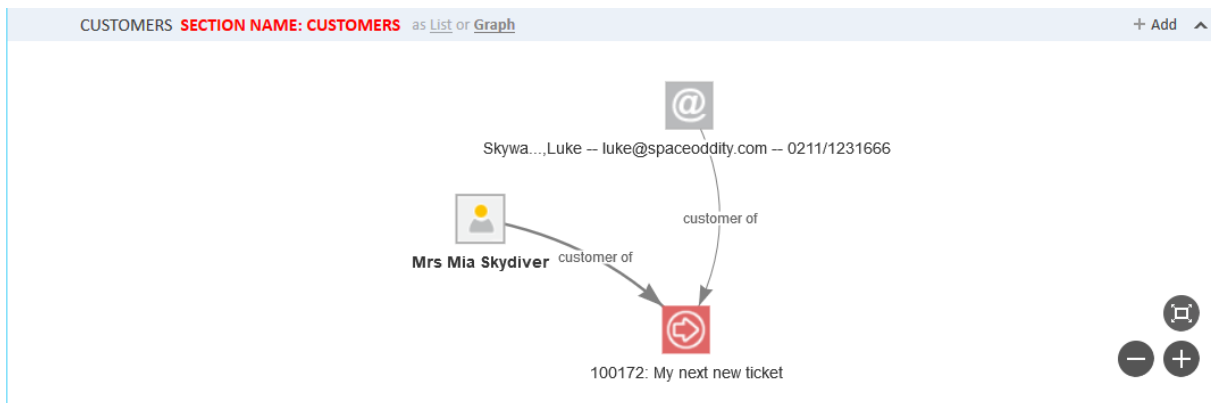 CUSTOMERS SECTION NAME: CUSTOMERS as List or Graph + Add
@
Skywa...,Luke -- luke@spaceoddity.com -- 0211/1231666
customer of
Mrs Mia Skydiver customer of
100172: My next new ticket